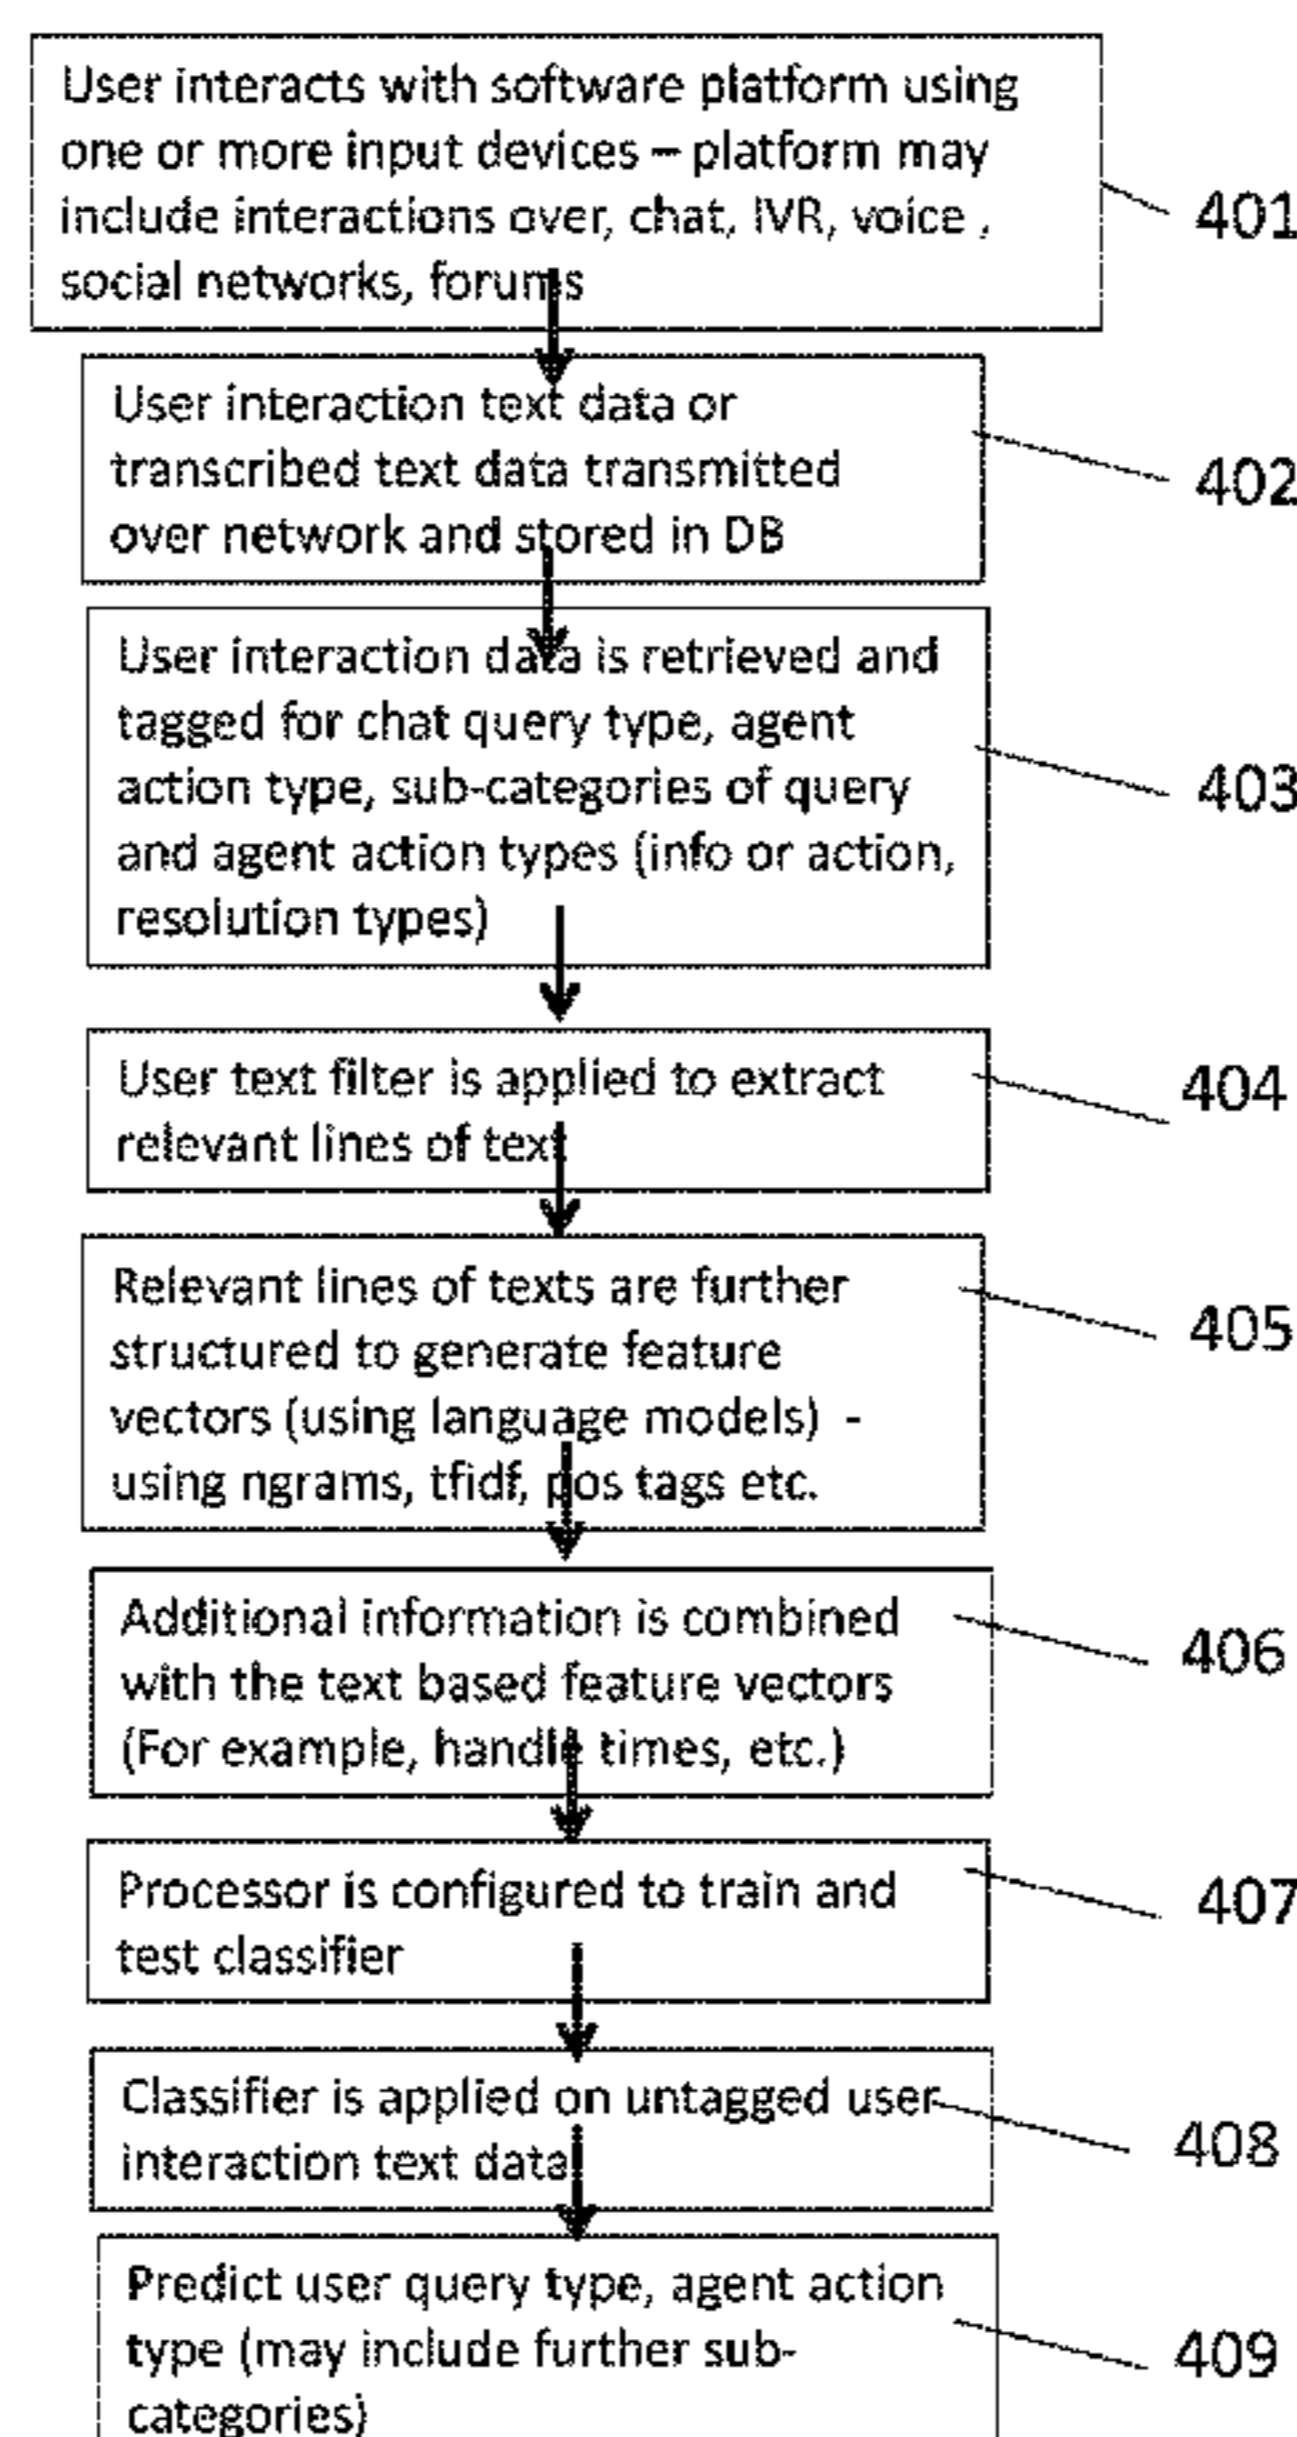 User interacts with software platform using
one or more input devices – platform may
include interactions over, chat, IVR, voice ,
social networks, forums
401
User interaction text data or
transcribed text data transmitted
over network and stored in DB
402
User interaction data is retrieved and
tagged for chat query type, agent
action type, sub-categories of query
and agent action types (info or action,
resolution types)
403
User text filter is applied to extract
relevant lines of text
404
Relevant lines of texts are further
structured to generate feature
vectors (using language models) -
using ngrams, tfidf, pos tags etc.
405
Additional information is combined
with the text based feature vectors
(For example, handle times, etc.)
406
Processor is configured to train and
test classifier
407
Classifier is applied on untagged user
interaction text data
408
Predict user query type, agent action
type (may include further sub-
categories)
409